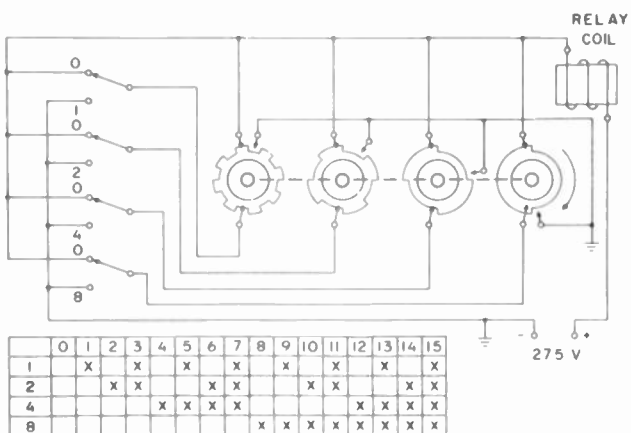 RELAY
COIL
0
1
0
2
0
4
0
8
- +
275 V
0 1 2 3 4 5 6 7 8 9 10 11 12 13 14 15
1 X X X X X X X X
2 X X X X X X X X
4 X X X X X X X X
8 X X X X X X X X